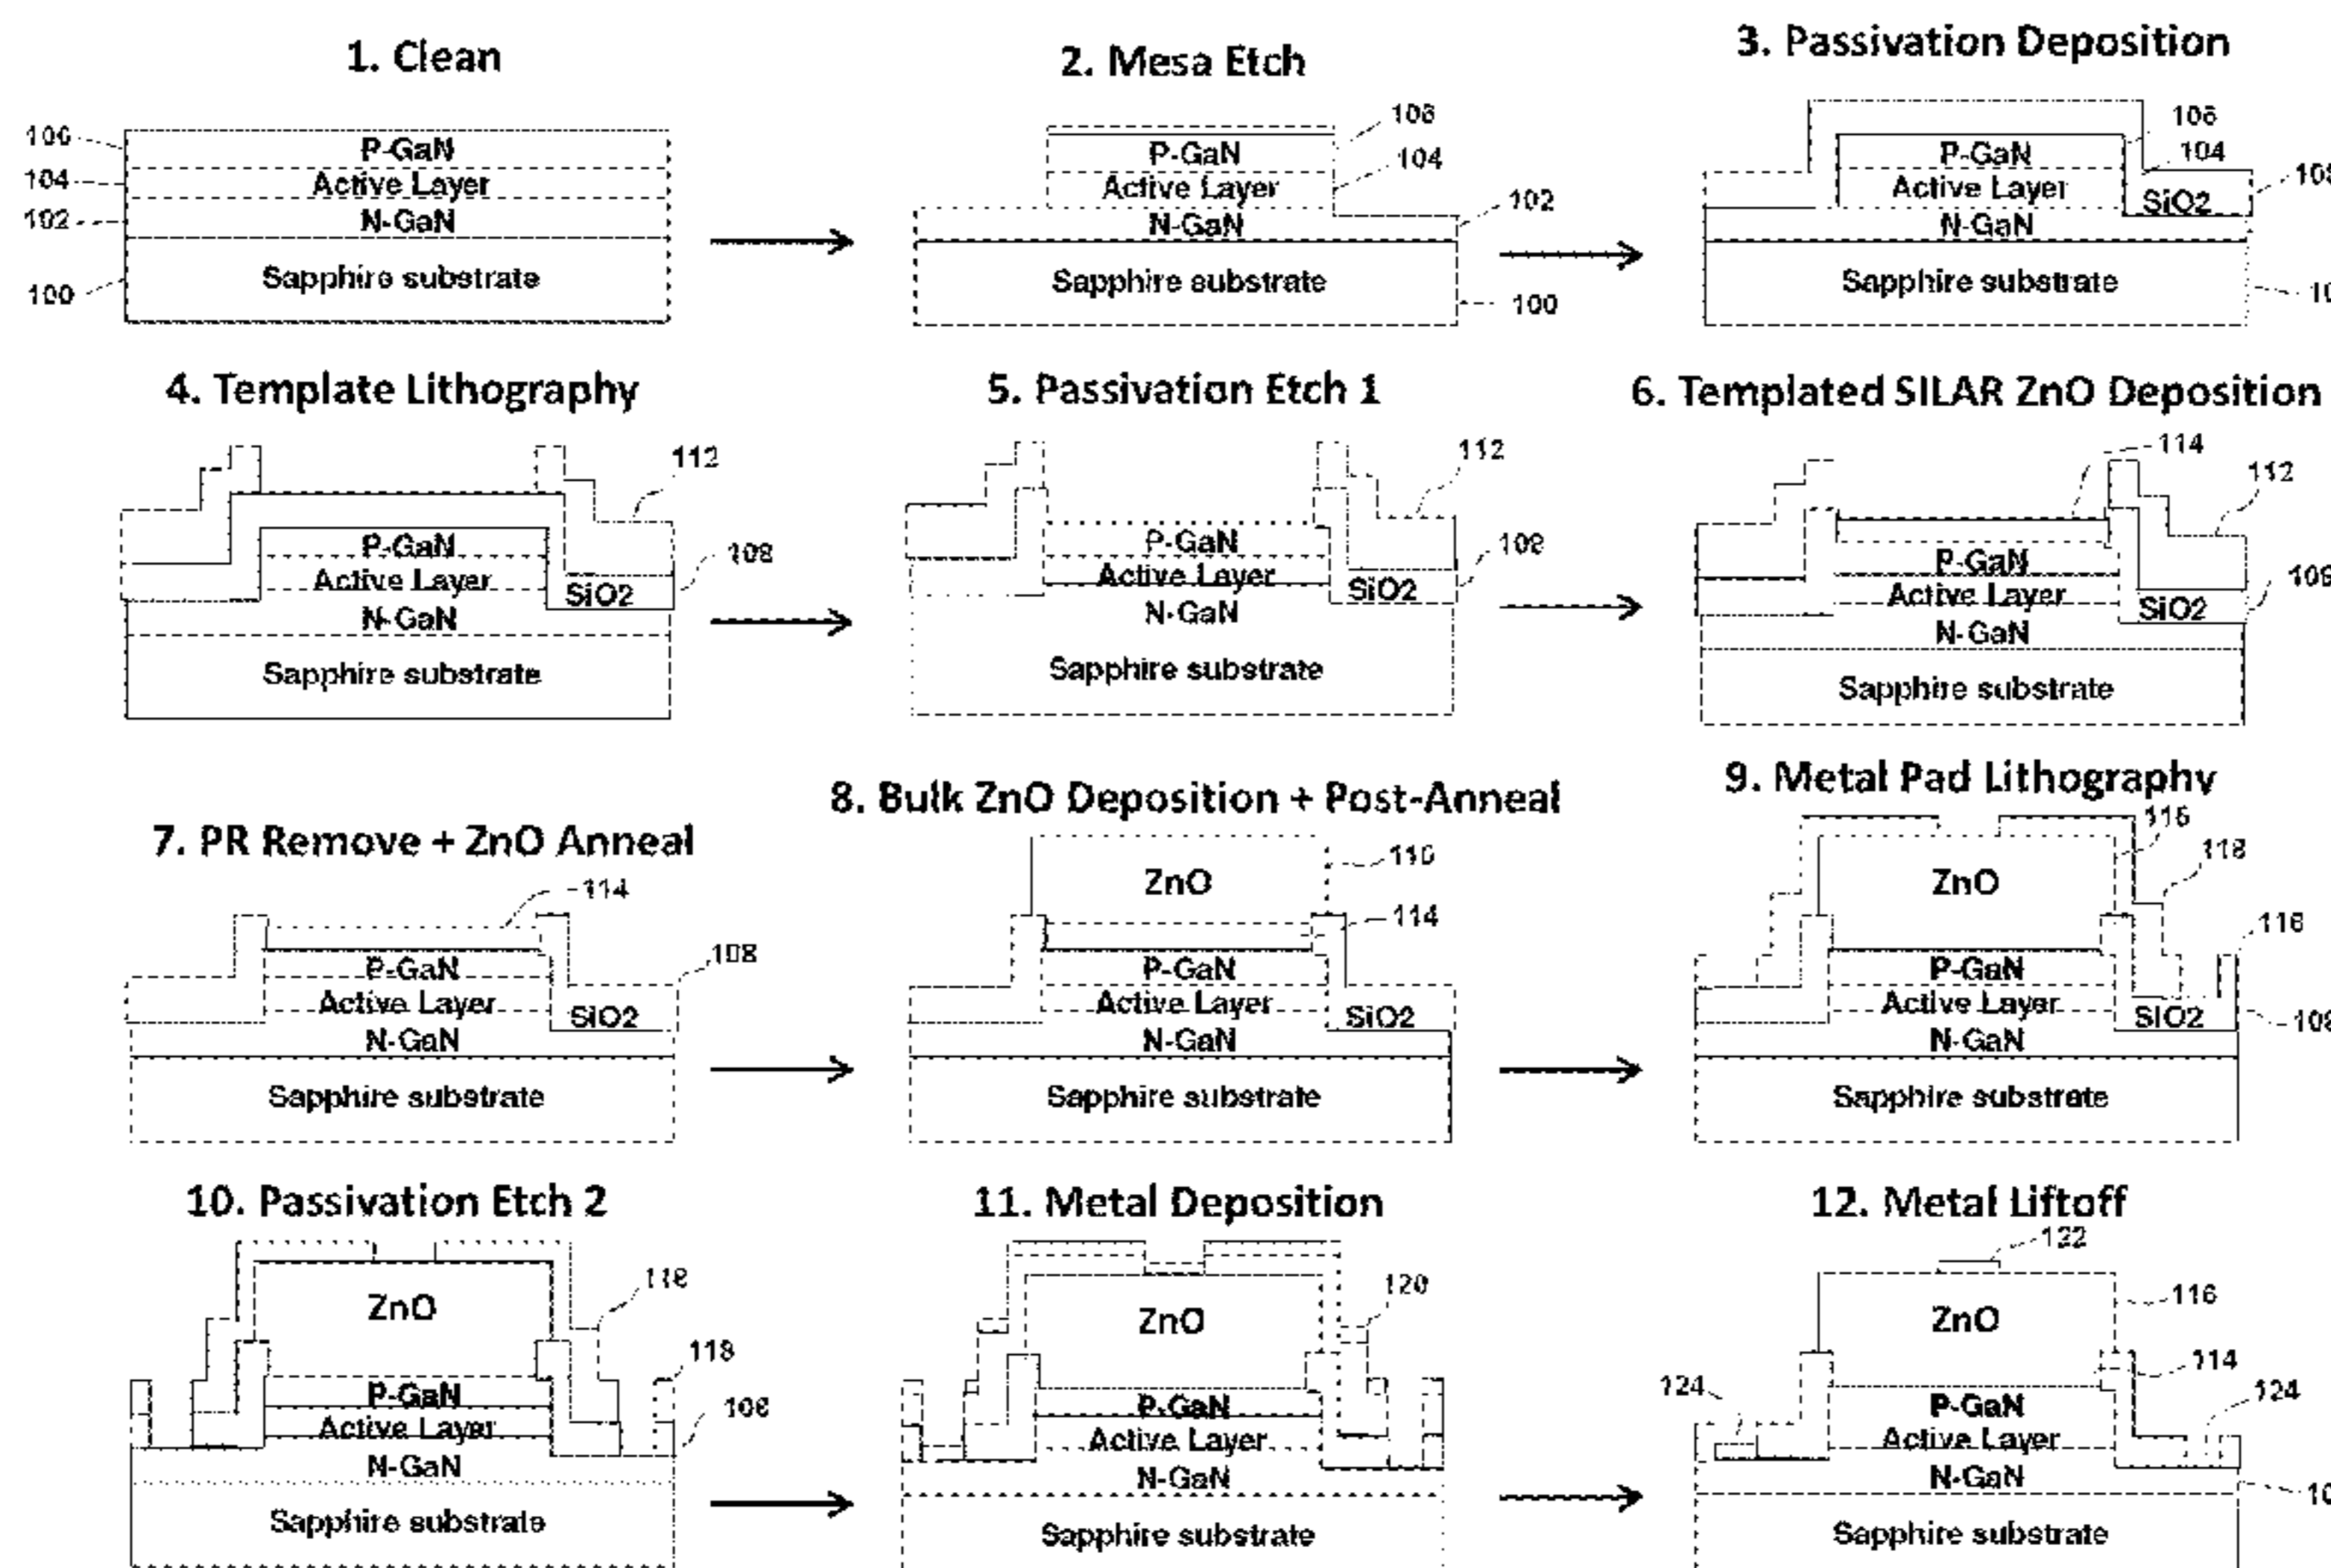 1. Clean
2. Mesa Etch
3. Passivation Deposition
106
P-GaN
104
Active Layer
102
N-GaN
100
Sapphire substrate
106
P-GaN
104
Active Layer
102
N-GaN
Sapphire substrate
100
106
P-GaN
104
Active Layer
SiO2
N-GaN
Sapphire substrate
4. Template Lithography
5. Passivation Etch 1
6. Templated SILAR ZnO Deposition
112
P-GaN
108
Active Layer
SiO2
N-GaN
Sapphire substrate
112
P-GaN
108
Active Layer
SiO2
N-GaN
Sapphire substrate
114
112
P-GaN
108
Active Layer
SiO2
N-GaN
Sapphire substrate
7. PR Remove + ZnO Anneal
8. Bulk ZnO Deposition + Post-Anneal
9. Metal Pad Lithography
114
108
P-GaN
Active Layer
SiO2
N-GaN
Sapphire substrate
116
ZnO
114
P-GaN
Active Layer
SiO2
N-GaN
Sapphire substrate
116
118
ZnO
118
P-GaN
Active Layer
108
SiO2
N-GaN
Sapphire substrate
10. Passivation Etch 2
11. Metal Deposition
12. Metal Liftoff
118
ZnO
118
P-GaN
108
Active Layer
N-GaN
Sapphire substrate
120
ZnO
P-GaN
Active Layer
N-GaN
Sapphire substrate
122
116
ZnO
114
124
124
P-GaN
Active Layer
N-GaN
Sapphire substrate